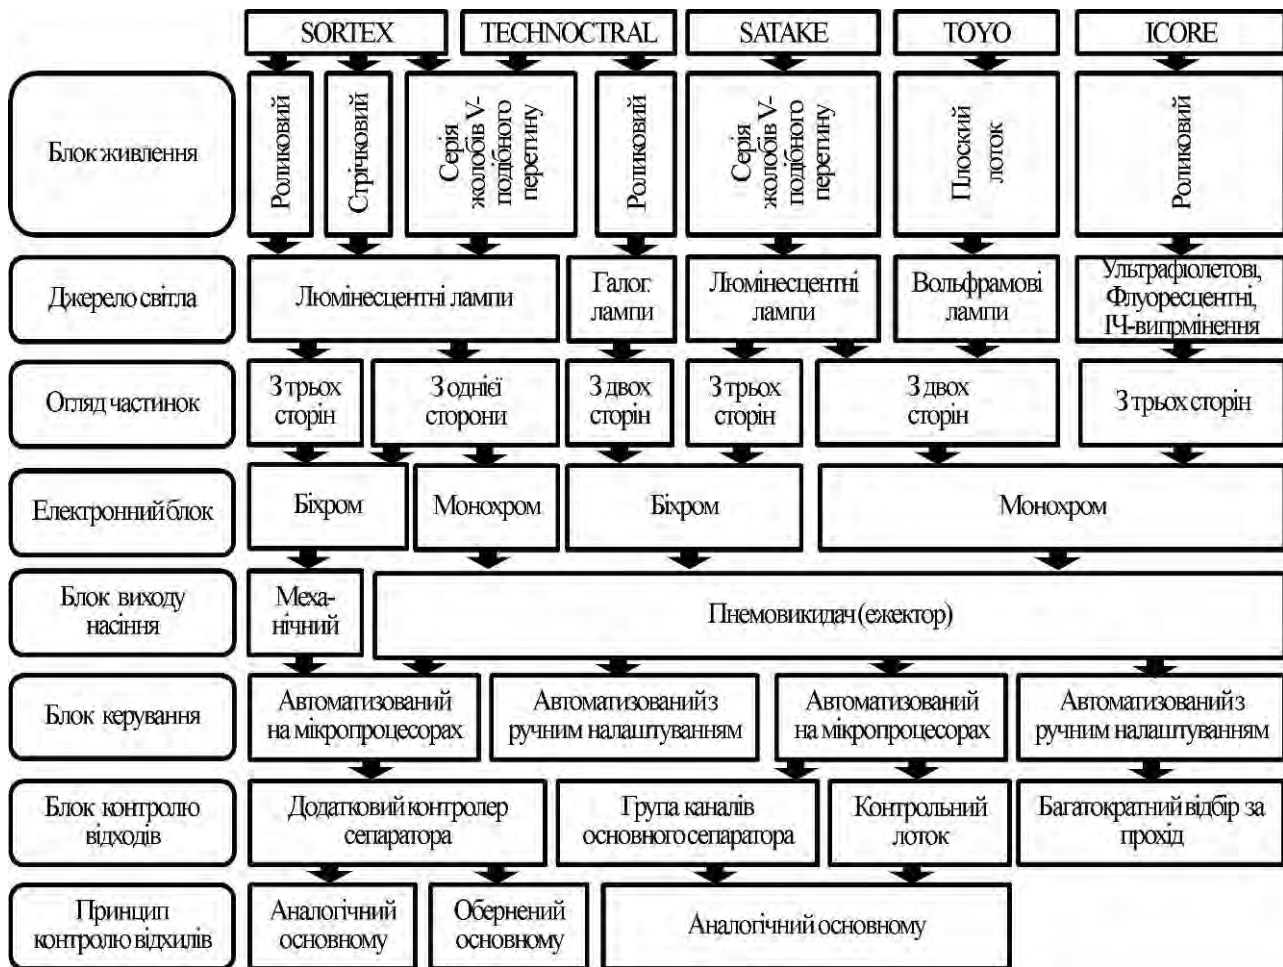 SORTEX
TECHNOCTRAL
SATAKE
TOYO
ICORE
Блок живлення
Роликовий
Стрічковий
Серія
жолобів V-
подібного
перетину
Роликовий
Серія
жолобів V-
подібного
перетину
Плоский
лоток
Роликовий
Джерело світла
Люмінесцентні лампи
Галог.
лампи
Люмінесцентні
лампи
Вольфрамові
лампи
Ультрафіолетові,
Флуоресцентні,
ІЧ-випрмінення
Огляд частинок
З трьох
сторін
З однієї
сторони
З двох
сторін
З трьох
сторін
З двох
сторін
З трьох сторін
Електронний блок
Біхром
Монохром
Біхром
Монохром
Блок виходу
насіння
Меха-
нічний
Пнемовикидач (ежектор)
Блок керування
Автоматизований
на мікропроцесорах
Автоматизований з
ручним налаштуванням
Автоматизований
на мікропроцесорах
Автоматизований з
ручним налаштуванням
Блок контролю
відходів
Додатковий контролер
сепаратора
Група каналів
основного сепаратора
Контрольний
лоток
Багатократний відбір за
прохід
Принцип
контролю відхилів
Аналогічний
основному
Обернений
основному
Аналогічний основному